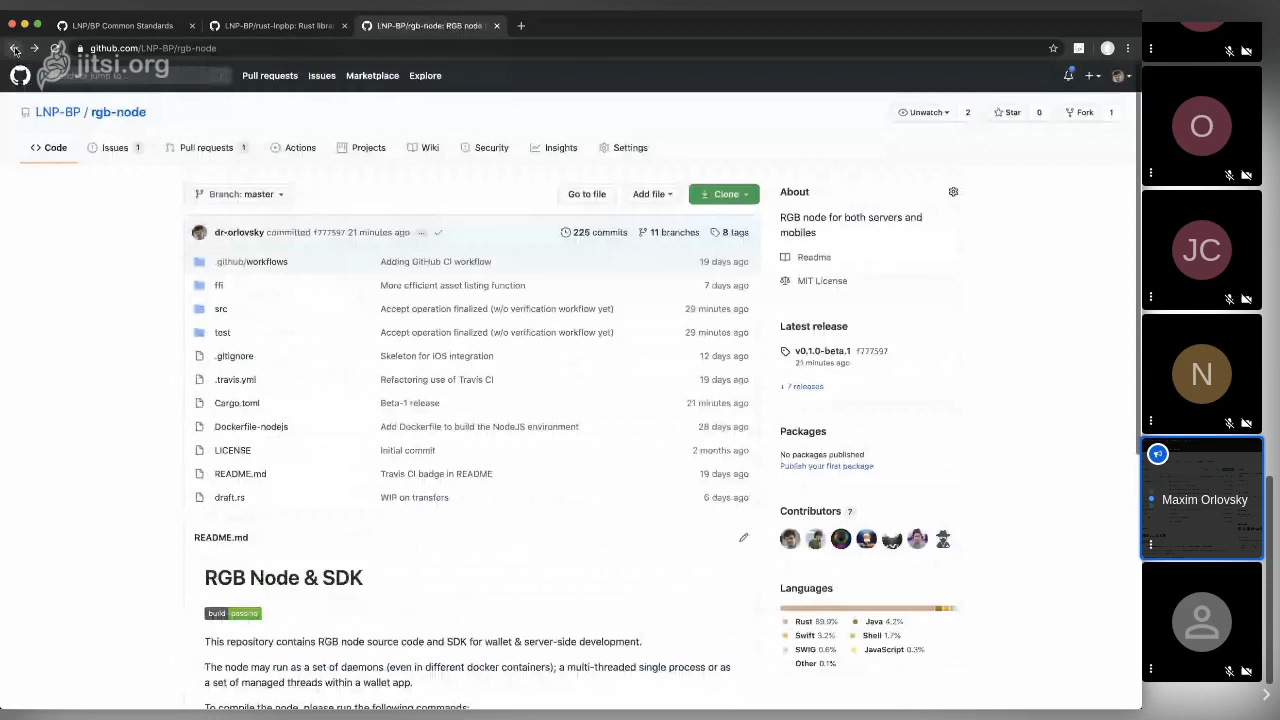 LNP/BP Common Standards
LNP-BP/rust-lnpbp: Rust libra
LNP-BP/rgb-node: RGB node
github.com/LNP-BP/rgb-node
jitsi.org
jump to...
Pull requests Issues Marketplace Explore
LNP-BP / rgb-node
Unwatch 2 Star 0 Fork 1
Code Issues 1 Pull requests 1 Actions Projects Wiki Security Insights Settings
Branch: master Go to file Add file Clone
dr-orlovsky committed f777597 21 minutes ago ... 225 commits 11 branches 8 tags
.github/workflows Adding GitHub CI workflow 19 days ago
ffi More efficient asset listing function 7 days ago
src Accept operation finalized (w/o verification workflow yet) 29 minutes ago
test Accept operation finalized (w/o verification workflow yet) 29 minutes ago
.gitignore Skeleton for iOS integration 12 days ago
.travis.yml Refactoring use of Travis CI 19 days ago
Cargo.toml Beta-1 release 21 minutes ago
Dockerfile-nodejs Add Dockerfile to build the NodeJS environment 28 days ago
LICENSE Initial commit 2 months ago
README.md Travis CI badge in README 19 days ago
draft.rs WIP on transfers 6 days ago
README.md
RGB Node & SDK
build passing
This repository contains RGB node source code and SDK for wallet & server-side development.
The node may run as a set of daemons (even in different docker containers); a multi-threaded single process or as
a set of managed threads within a wallet app.
To compile the node, please run the following commands:
About
RGB node for both servers and
mobiles
Readme
MIT License
Latest release
v0.1.0-beta.1 f777597
21 minutes ago
+ 7 releases
Packages
No packages published
Publish your first package
Contributors 7
Languages
Rust 89.9% Java 4.2%
Swift 3.2% Shell 1.7%
SWIG 0.6% JavaScript 0.3%
Other 0.1%
O
JC
N
Maxim Orlovsky